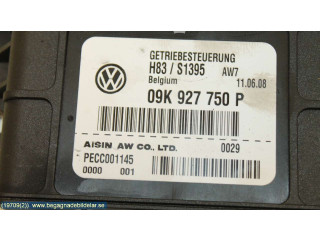 GETRIEBESTEUERUNG
H83 / S1395 AW7
Belgium 11.06.08
09K 927 750 P
AISIN AW CO., LTD. 0029
PECC001145
0000 001
(19709(2)) www.begagnadebildelar.se